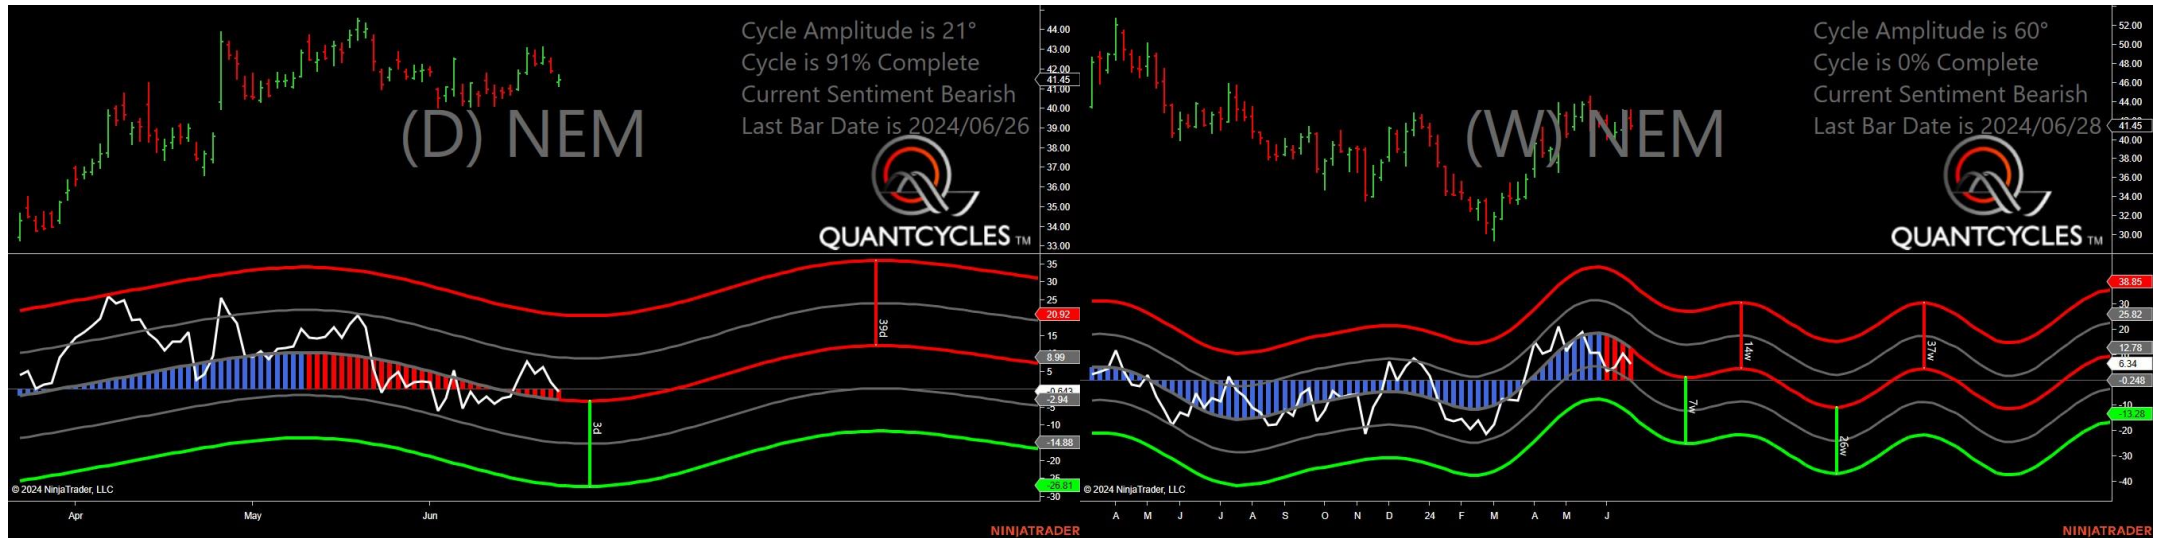 Cycle Amplitude is 21°
Cycle is 91% Complete
Current Sentiment Bearish
Last Bar Date is 2024/06/26
(D) NEM
QUANTCYCLES TM
44.00
43.00
42.00
41.45
41.00
40.00
39.00
38.00
37.00
36.00
35.00
34.00
33.00
35
30
25
20.92
15
8.99
5
-0.643
-2.94
-5
-10
-14.88
-20
-25
-26.81
-30
39d
3d
© 2024 NinjaTrader, LLC
Apr
May
Jun
NINJATRADER
Cycle Amplitude is 60°
Cycle is 0% Complete
Current Sentiment Bearish
Last Bar Date is 2024/06/28
(W) NEM
QUANTCYCLES TM
52.00
50.00
48.00
46.00
44.00
42.00
41.45
40.00
38.00
36.00
34.00
32.00
30.00
38.85
30
25.82
20
12.78
6.34
-0.248
-10
-13.28
-20
-30
-40
14w
37w
7w
26w
© 2024 NinjaTrader, LLC
A M J J A S O N D 24 F M A M J
NINJATRADER